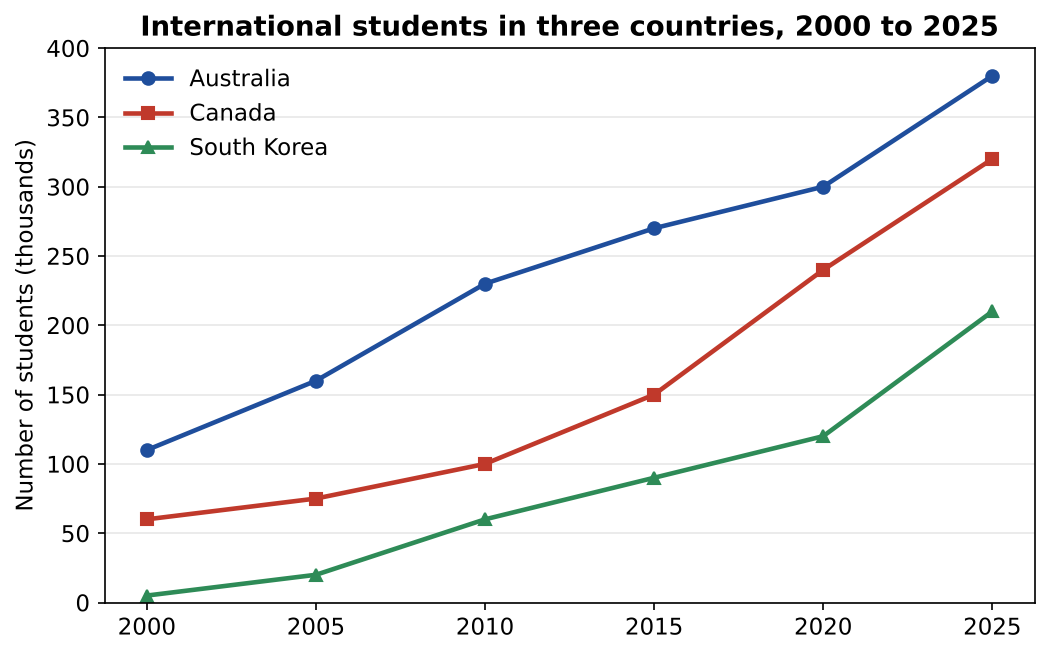 International students in three countries, 2000 to 2025
Number of students (thousands)
400
350
300
250
200
150
100
50
0
Australia
Canada
South Korea
2000 2005 2010 2015 2020 2025